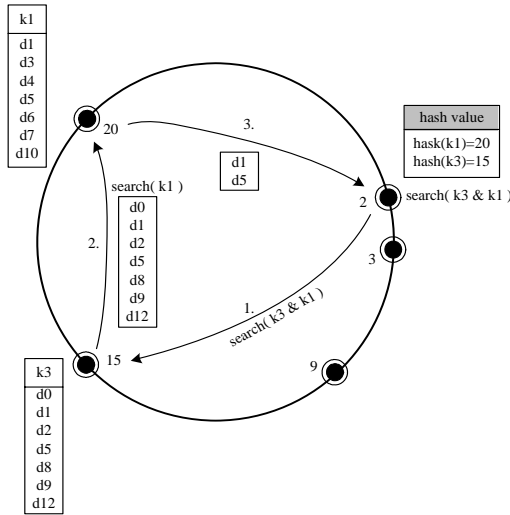 k1
d1
d3
d4
d5
d6
d7
d10
20
3.
d1
d5
hash value
hask(k1)=20
hash(k3)=15
2
search( k3 & k1 )
3
search( k1 )
d0
d1
d2
d5
d8
d9
d12
2.
1.
search( k3 & k1 )
15
9
k3
d0
d1
d2
d5
d8
d9
d12